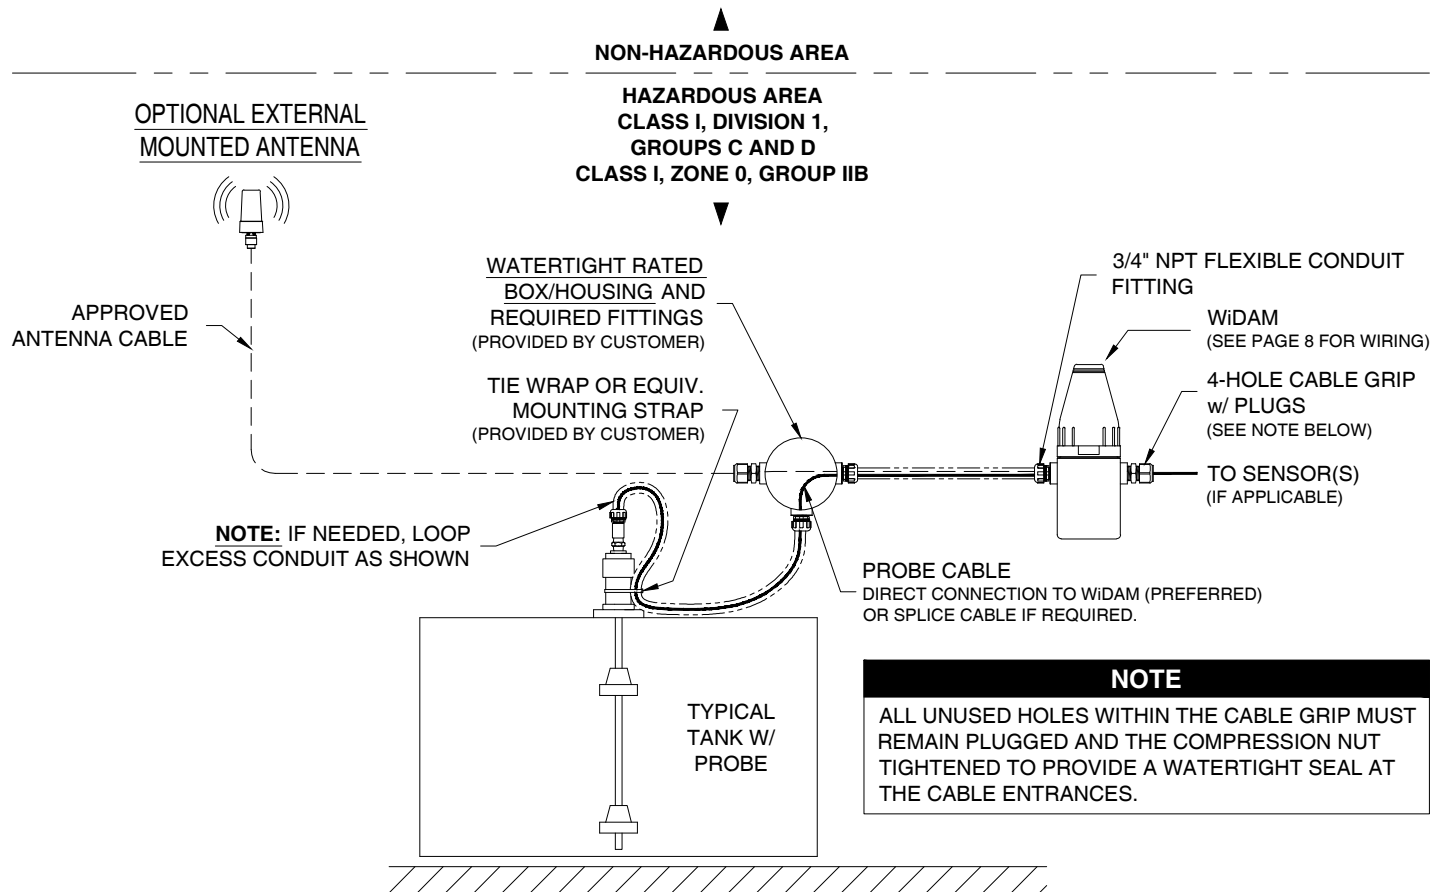 NON-HAZARDOUS AREA
HAZARDOUS AREA
CLASS I, DIVISION 1,
GROUPS C AND D
CLASS I, ZONE 0, GROUP IIB
OPTIONAL EXTERNAL
MOUNTED ANTENNA
APPROVED
ANTENNA CABLE
WATERTIGHT RATED
BOX/HOUSING AND
REQUIRED FITTINGS
(PROVIDED BY CUSTOMER)
TIE WRAP OR EQUIV.
MOUNTING STRAP
(PROVIDED BY CUSTOMER)
3/4" NPT FLEXIBLE CONDUIT
FITTING
WiDAM
(SEE PAGE 8 FOR WIRING)
4-HOLE CABLE GRIP
w/ PLUGS
(SEE NOTE BELOW)
TO SENSOR(S)
(IF APPLICABLE)
NOTE: IF NEEDED, LOOP
EXCESS CONDUIT AS SHOWN
PROBE CABLE
DIRECT CONNECTION TO WiDAM (PREFERRED)
OR SPLICE CABLE IF REQUIRED.
TYPICAL
TANK W/
PROBE
NOTE
ALL UNUSED HOLES WITHIN THE CABLE GRIP MUST
REMAIN PLUGGED AND THE COMPRESSION NUT
TIGHTENED TO PROVIDE A WATERTIGHT SEAL AT
THE CABLE ENTRANCES.